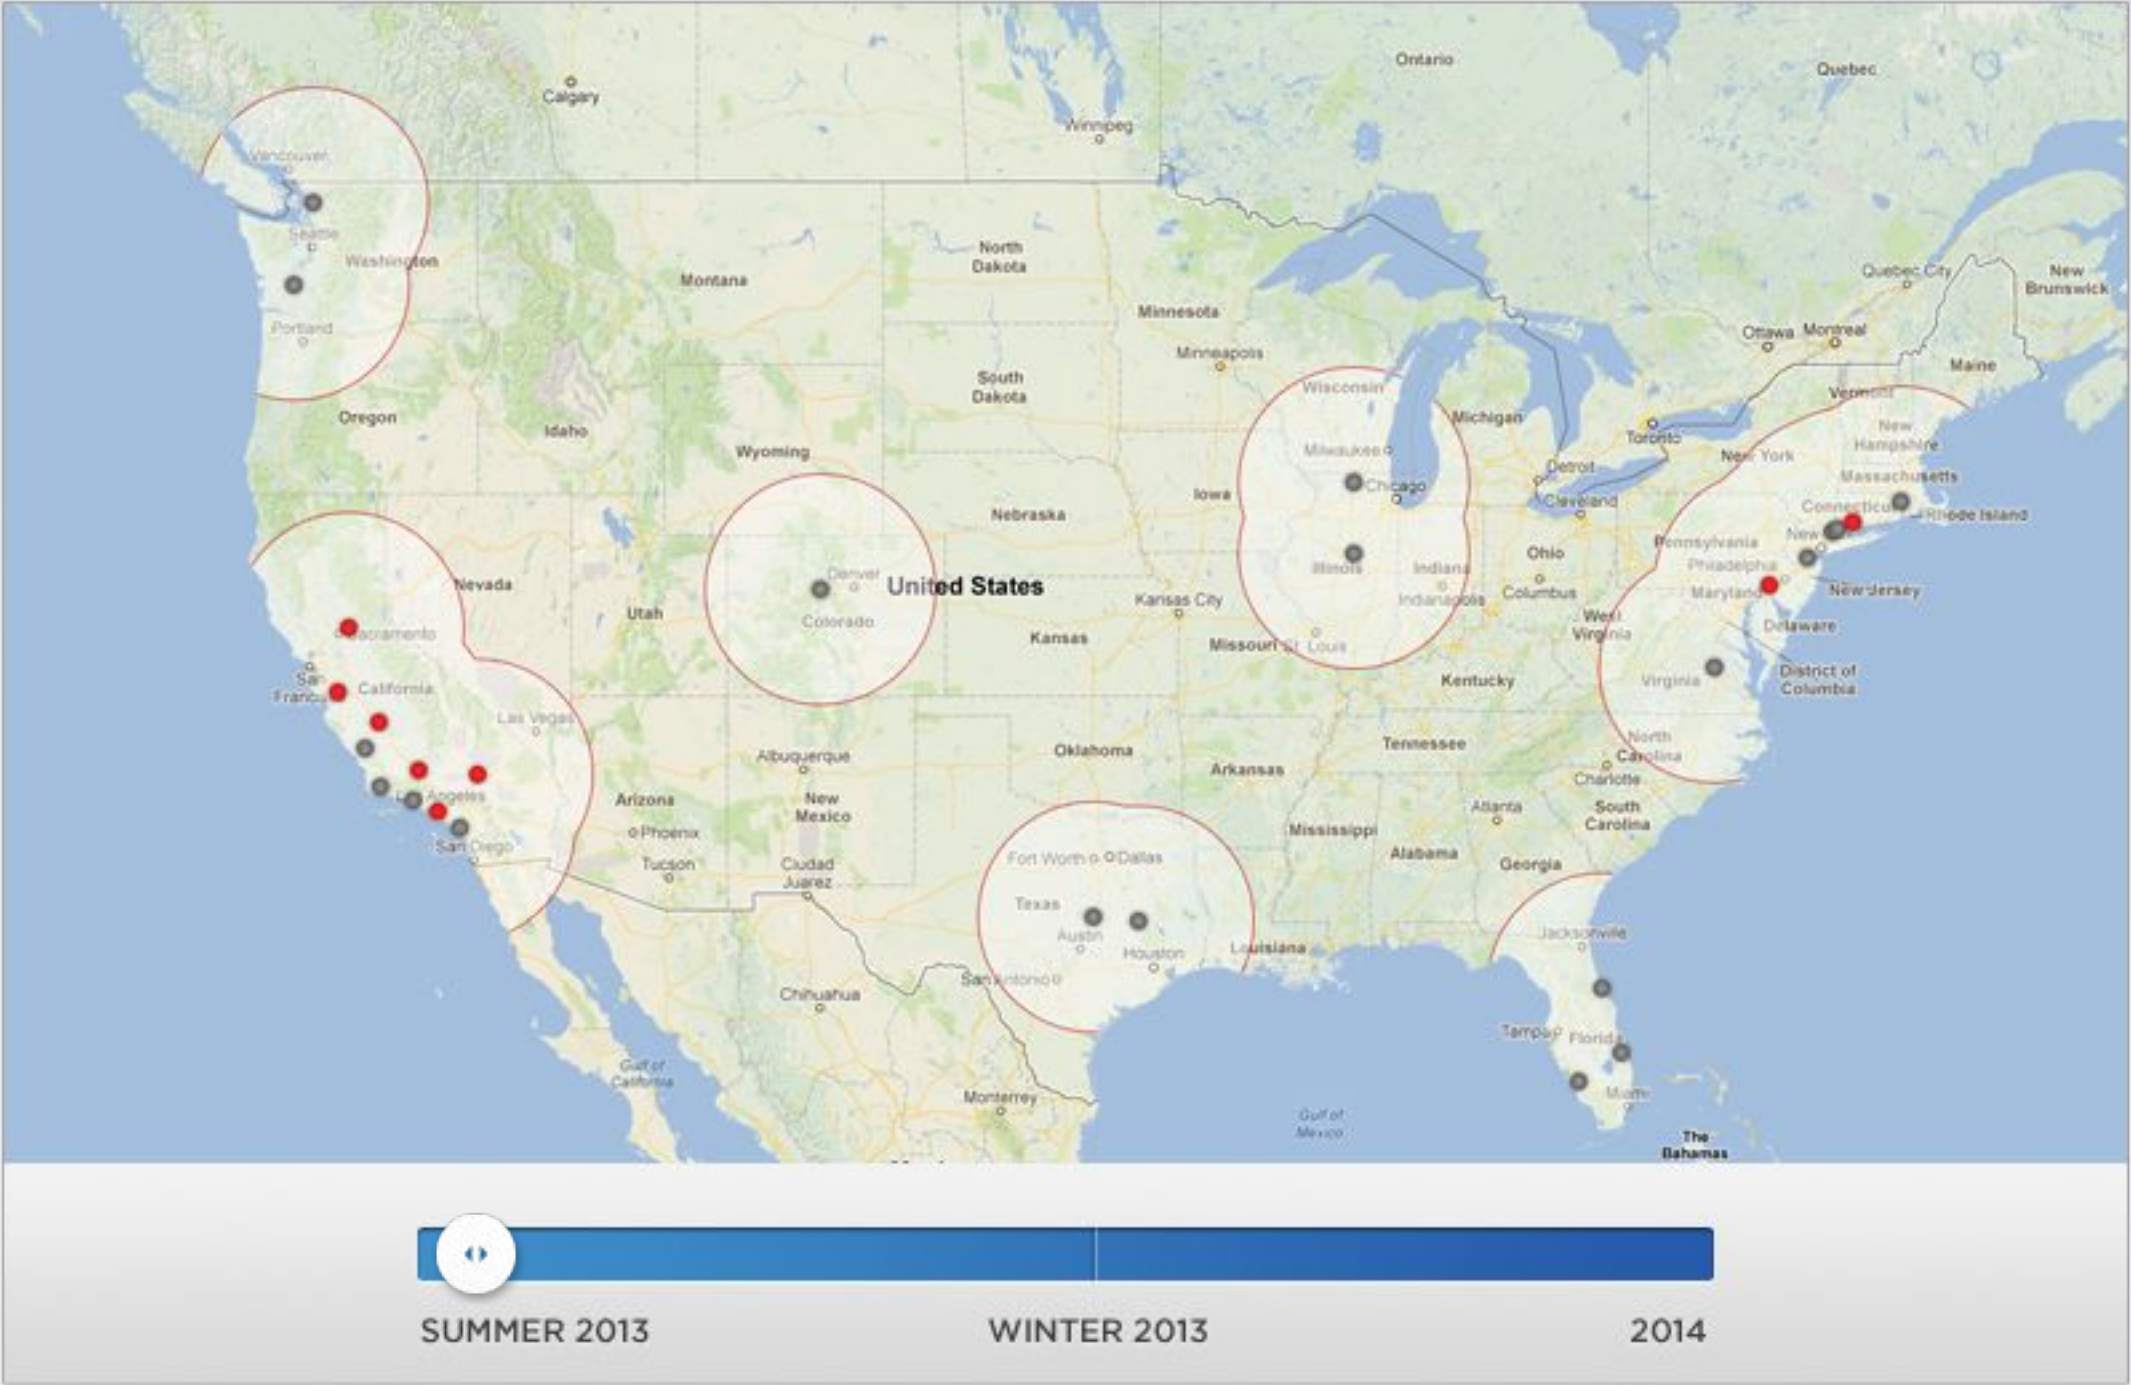 Ontario
Quebec
Calgary
Winnipeg
Vancouver
Seattle
Washington
North
Dakota
Quebec City
New
Brunswick
Montana
Minnesota
Portland
Ottawa
Montreal
Minneapolis
Maine
South
Dakota
Wisconsin
Vermont
Oregon
Idaho
Michigan
New
Hampshire
Toronto
Wyoming
Milwaukee
New York
Detroit
Massachusetts
Chicago
Iowa
Cleveland
Connecticu
Rhode Island
Nebraska
New
Pennsylvania
Ohio
Philadelphia
Illinois
Indiana
Denver
United States
Nevada
Maryland
New Jersey
Columbus
Kansas City
Indianapolis
Utah
Colorado
West
Virginia
Delaware
Sacramento
Kansas
Missouri
St. Louis
San
Franc
California
Kentucky
Virginia
District of
Columbia
Las Vegas
North
Carolina
Tennessee
Oklahoma
Albuquerque
Arkansas
Charlotte
Angeles
Arizona
New
Mexico
Atlanta
South
Carolina
Phoenix
Mississippi
San Diego
Alabama
Fort Worth
Dallas
Tucson
Ciudad
Juarez
Georgia
Texas
Austin
Jacksonville
Houston
Louisiana
San Antonio
Chihuahua
Tampa
Florida
Gulf of
California
Miami
Monterrey
Gulf of
Mexico
The
Bahamas
SUMMER 2013
WINTER 2013
2014